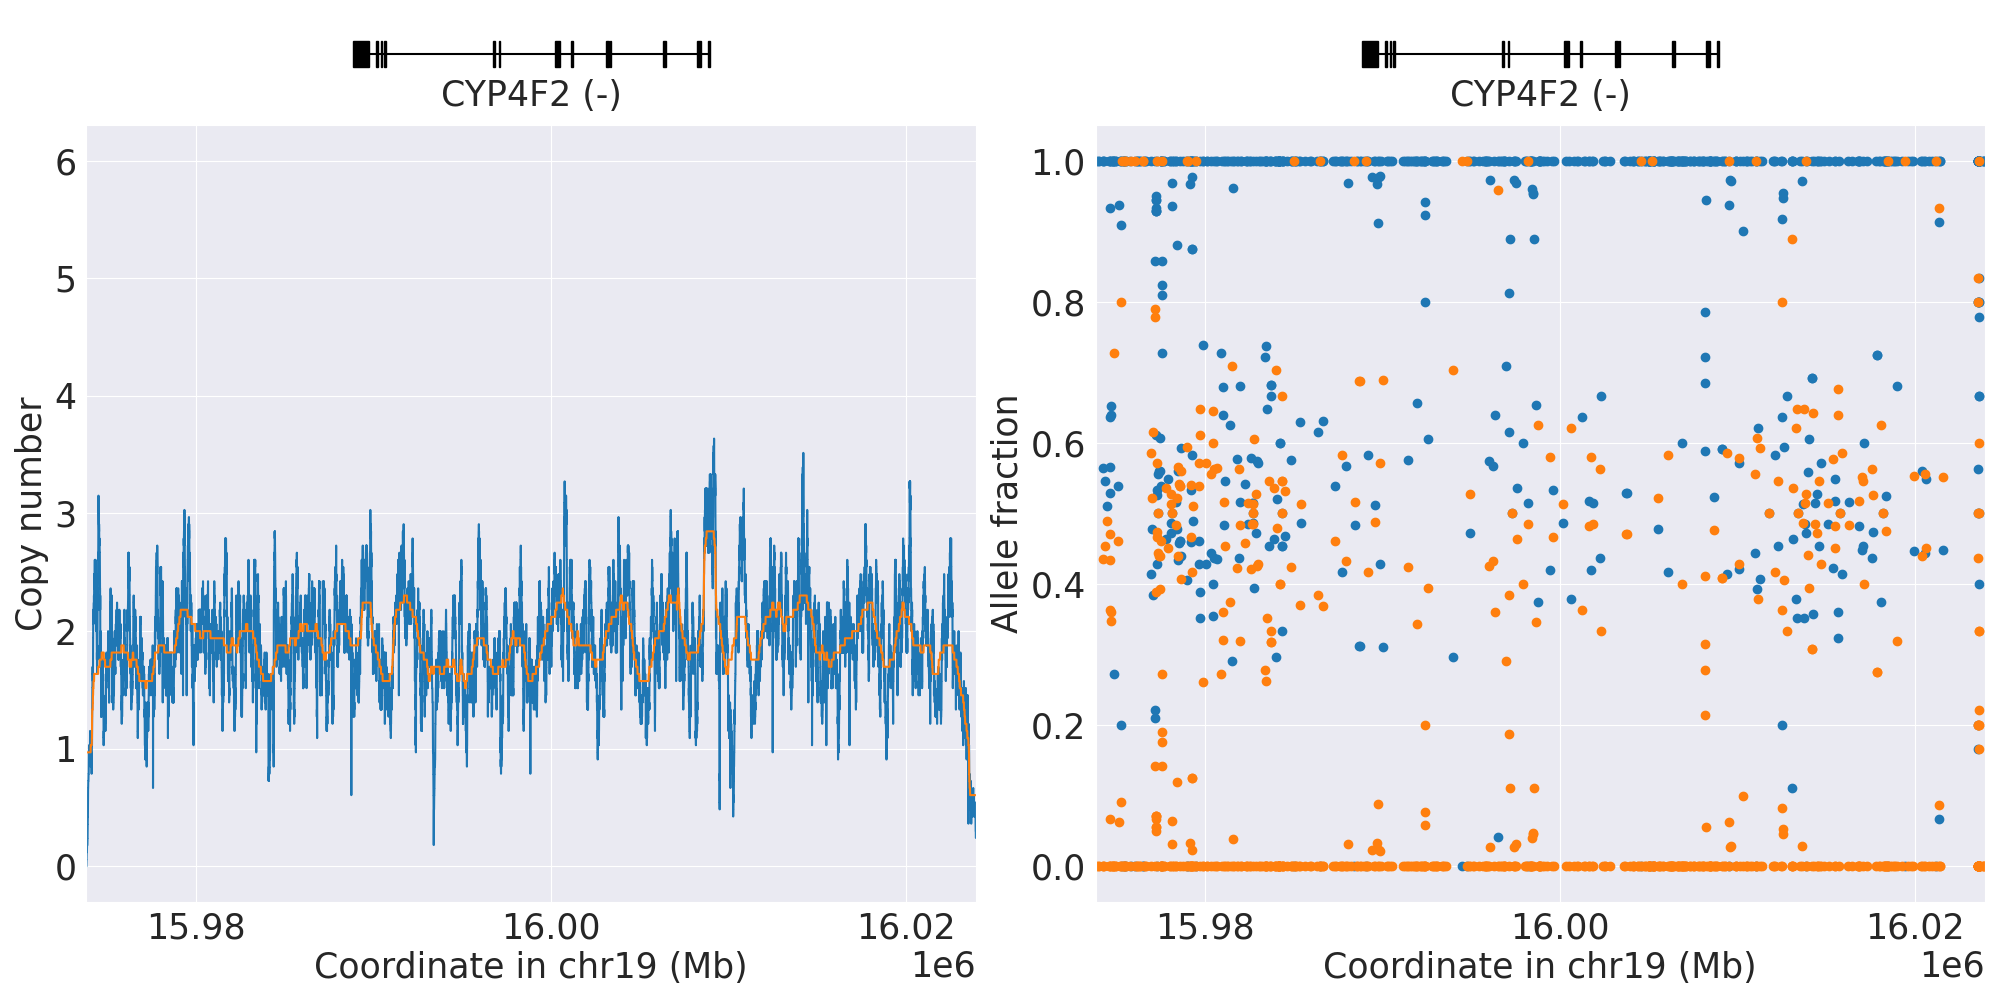 CYP4F2 (-)
Copy number
6
5
4
3
2
1
0
15.98
16.00
16.02
Coordinate in chr19 (Mb)
1e6
CYP4F2 (-)
Allele fraction
1.0
0.8
0.6
0.4
0.2
0.0
15.98
16.00
16.02
Coordinate in chr19 (Mb)
1e6